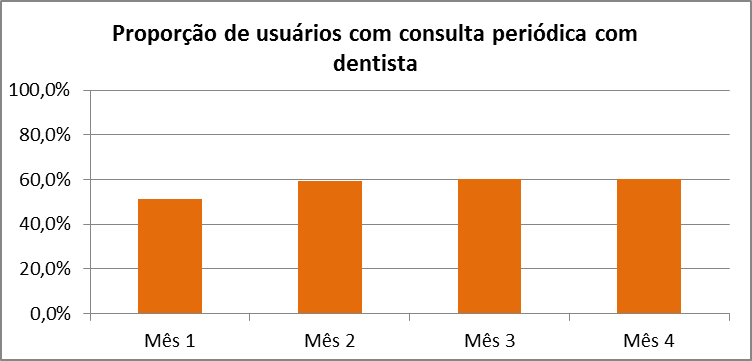 Proporção de usuários com consulta periódica com
dentista
100,0%
80,0%
60,0%
40,0%
20,0%
0,0%
Mês 1 Mês 2 Mês 3 Mês 4